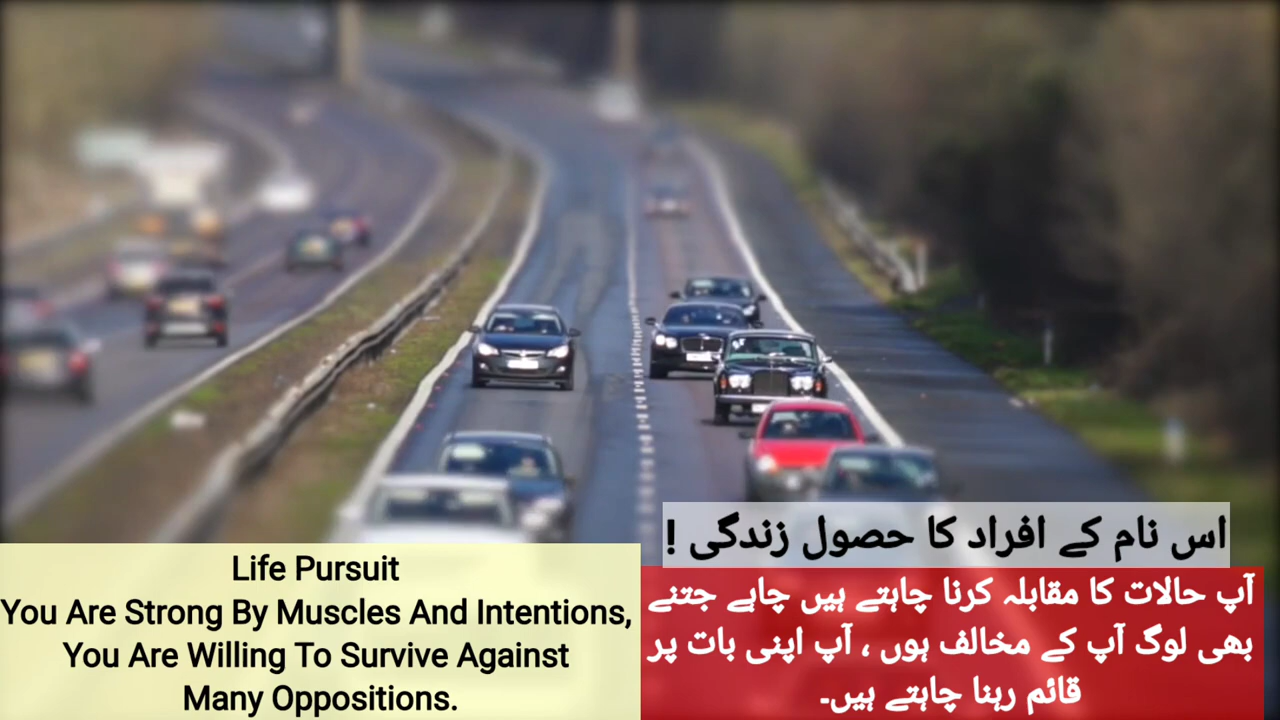 Life Pursuit
You Are Strong By Muscles And Intentions,
You Are Willing To Survive Against
Many Oppositions.
اس نام کے افراد کا حصول زندگی !
آپ حالات کا مقابلہ کرنا چاہتے ہیں چاہے جتنے
بھی لوگ آپ کے مخالف ہوں ، آپ اپنی بات پر
قائم رہنا چاہتے ہیں۔